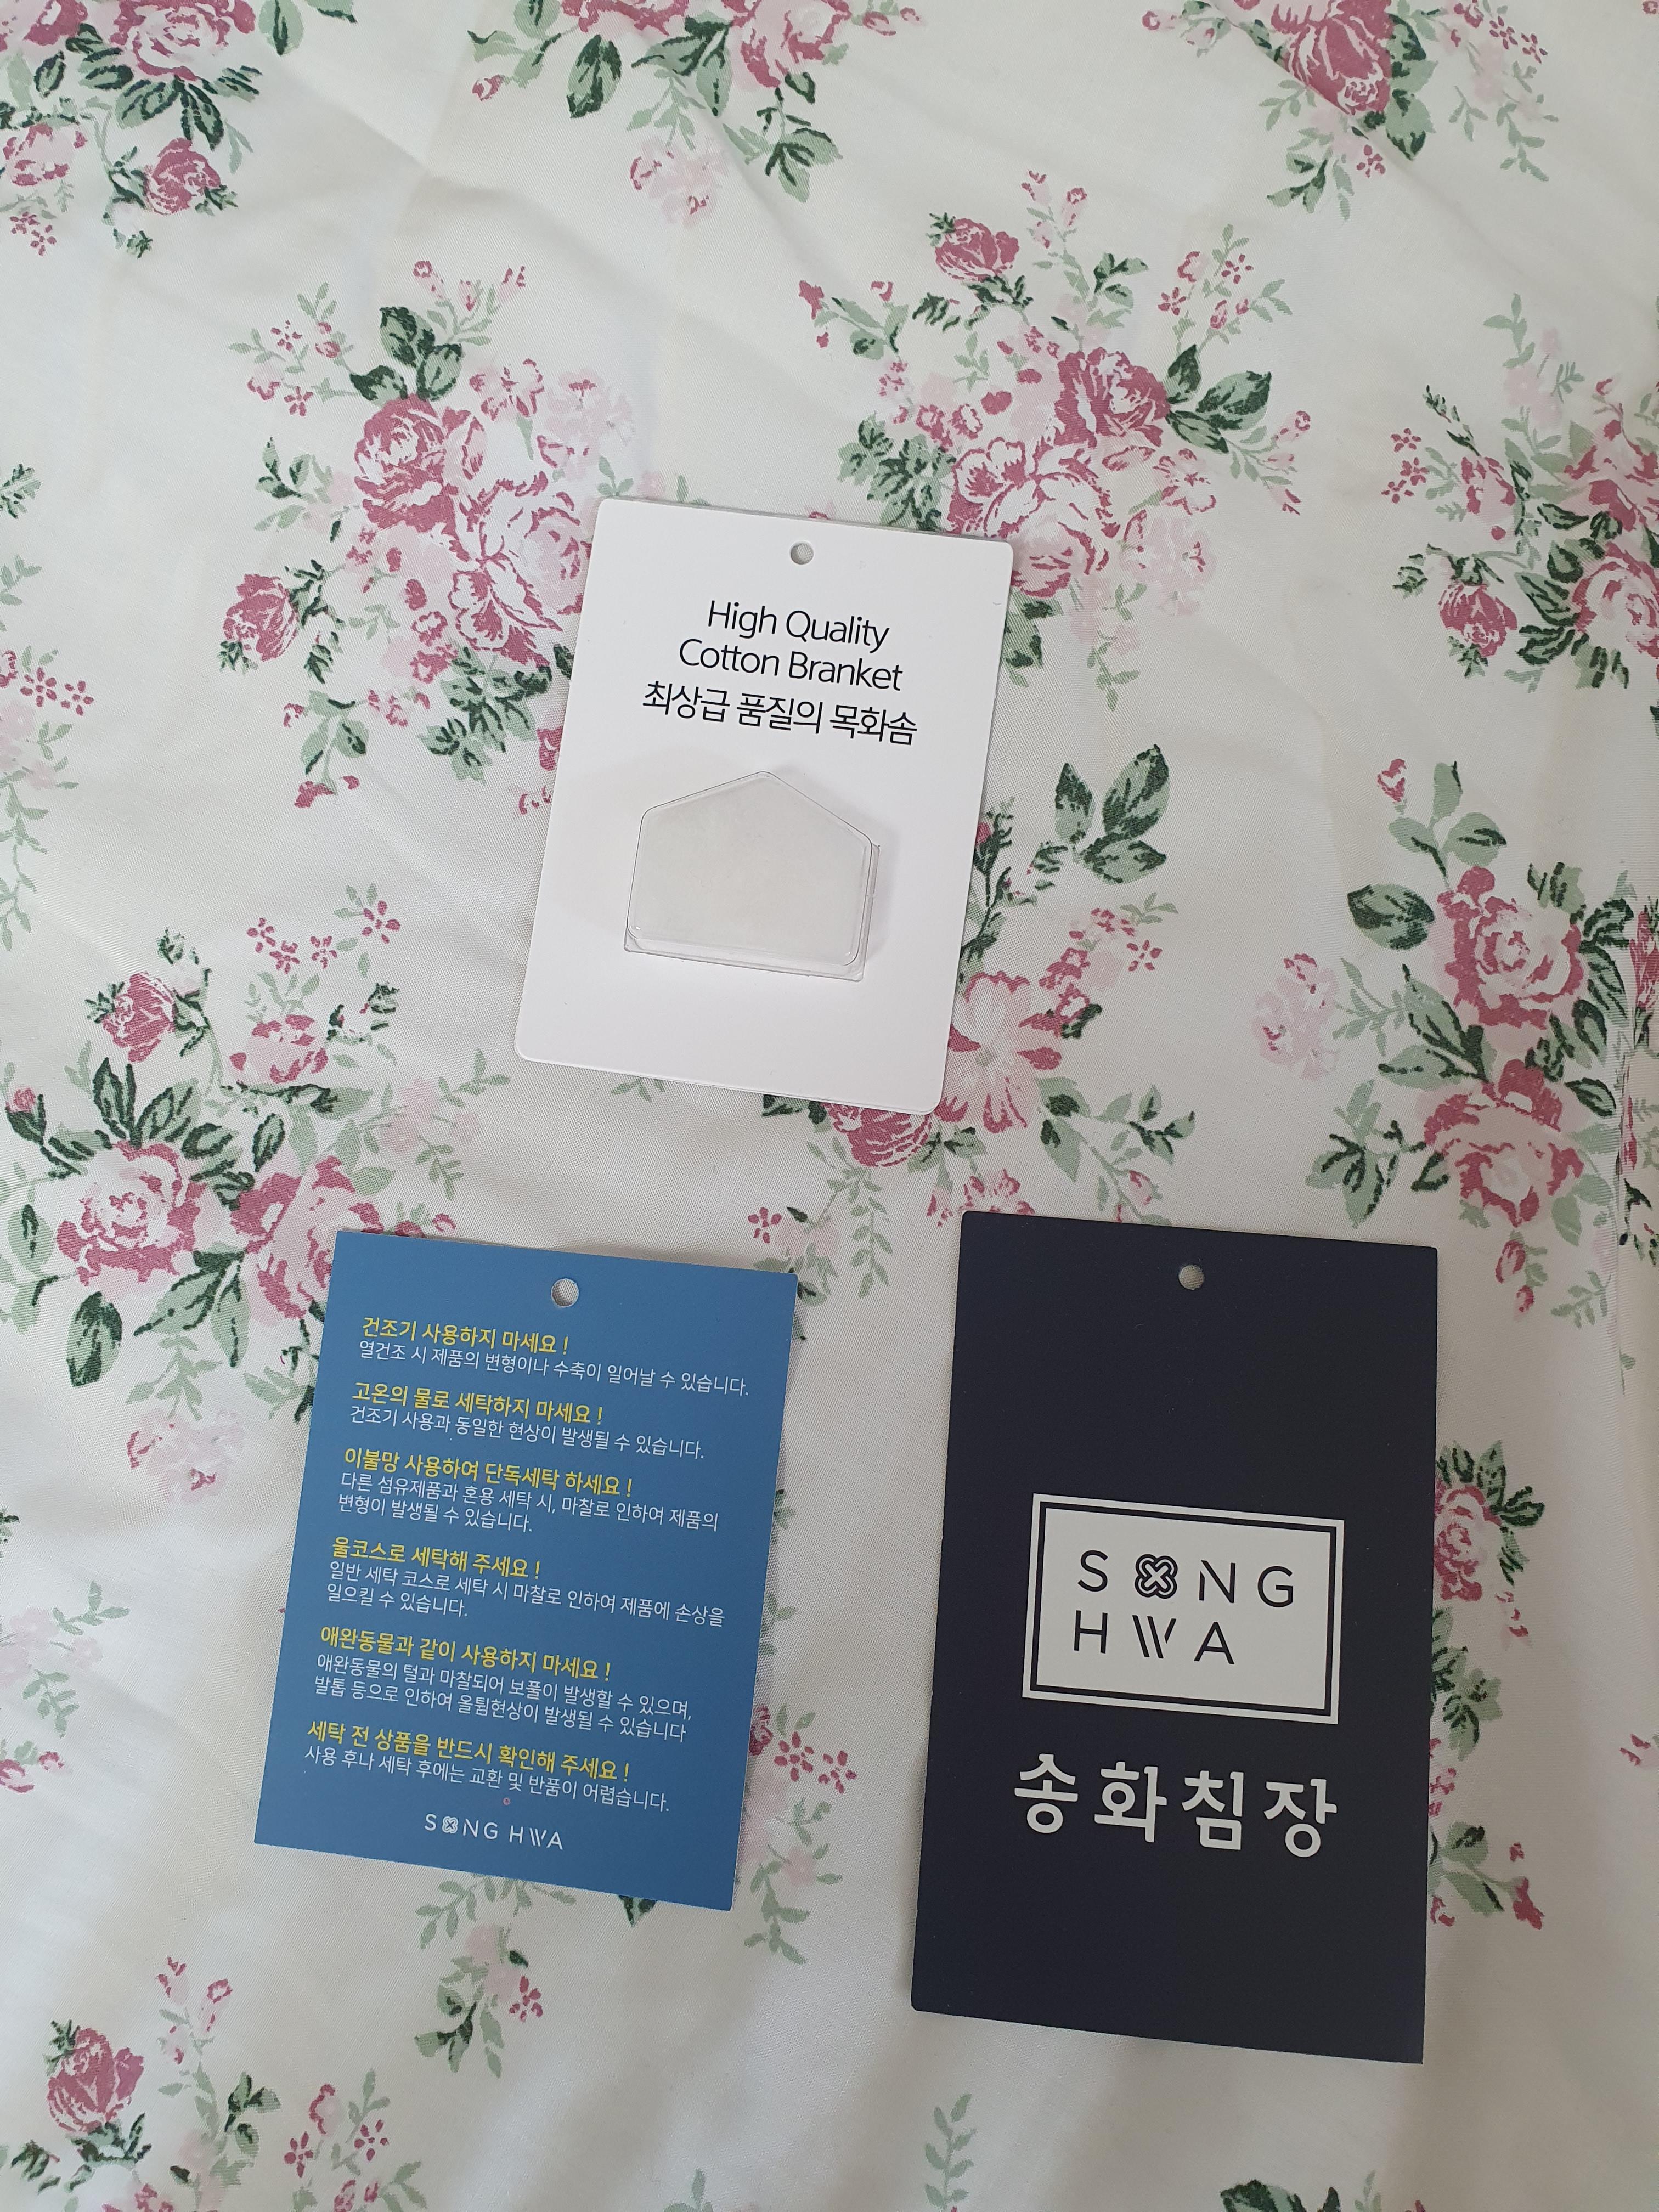 High Quality
Cotton Branket
최상급 품질의 목화솜
건조기 사용하지 마세요 !
열건조 시 제품의 변형이나 수축이 일어날 수 있습니다.
고온의 물로 세탁하지 마세요 !
건조기 사용과 동일한 현상이 발생될 수 있습니다.
이불망 사용하여 단독세탁 하세요 !
다른 섬유제품과 혼용 세탁 시, 마찰로 인하여 제품의
변형이 발생될 수 있습니다.
울코스로 세탁해 주세요 !
일반 세탁 코스로 세탁 시 마찰로 인하여 제품에 손상을
일으킬 수 있습니다.
애완동물과 같이 사용하지 마세요 !
애완동물의 털과 마찰되어 보풀이 발생할 수 있으며,
발톱 등으로 인하여 올튐현상이 발생될 수 있습니다
세탁 전 상품을 반드시 확인해 주세요 !
사용 후나 세탁 후에는 교환 및 반품이 어렵습니다.
SONG HWA
SONG
HWA
송화침장